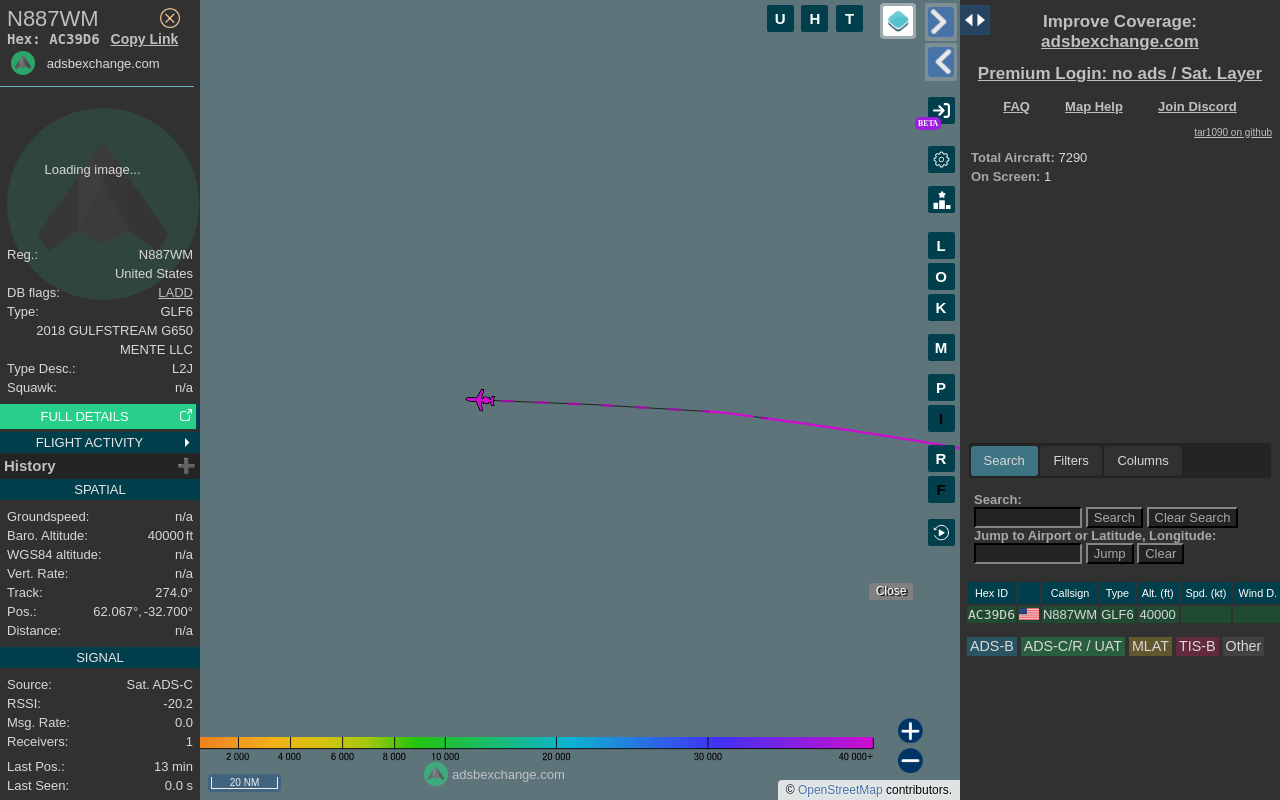 N887WM
Hex: AC39D6 Copy Link
adsbexchange.com
Loading image...
Reg.: N887WM
United States
DB flags: LADD
Type: GLF6
2018 GULFSTREAM G650
MENTE LLC
Type Desc.: L2J
Squawk: n/a
FULL DETAILS
FLIGHT ACTIVITY
History
SPATIAL
Groundspeed: n/a
Baro. Altitude: 40000 ft
WGS84 altitude: n/a
Vert. Rate: n/a
Track: 274.0°
Pos.: 62.067°, -32.700°
Distance: n/a
SIGNAL
Source: Sat. ADS-C
RSSI: -20.2
Msg. Rate: 0.0
Receivers: 1
Last Pos.: 13 min
Last Seen: 0.0 s
U H T
BETA
L
O
K
M
P
I
R
F
Close
2 000 4 000 6 000 8 000 10 000 20 000 30 000 40 000+
adsbexchange.com
20 NM
© OpenStreetMap contributors.
Improve Coverage:
adsbexchange.com
Premium Login: no ads / Sat. Layer
FAQ Map Help Join Discord
tar1090 on github
Total Aircraft: 7290
On Screen: 1
Search Filters Columns
Search:
Search Clear Search
Jump to Airport or Latitude, Longitude:
Jump Clear
Hex ID Callsign Type Alt. (ft) Spd. (kt) Wind D.
AC39D6 N887WM GLF6 40000
ADS-B ADS-C/R / UAT MLAT TIS-B Other